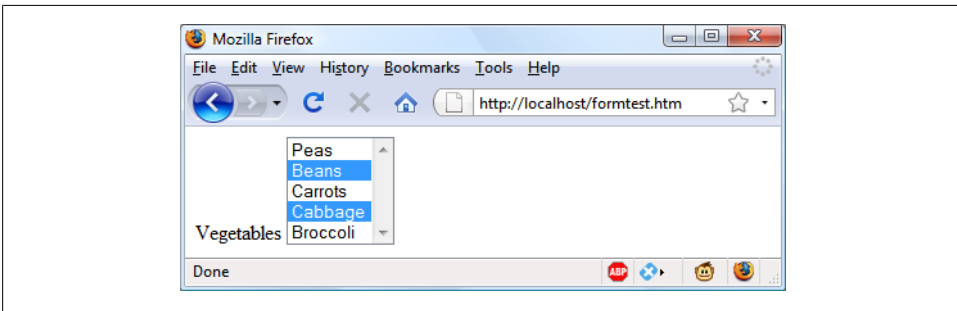 Mozilla Firefox
File Edit View History Bookmarks Tools Help
http://localhost/formtest.htm
Peas
Beans
Carrots
Cabbage
Vegetables Broccoli
Done
ABP